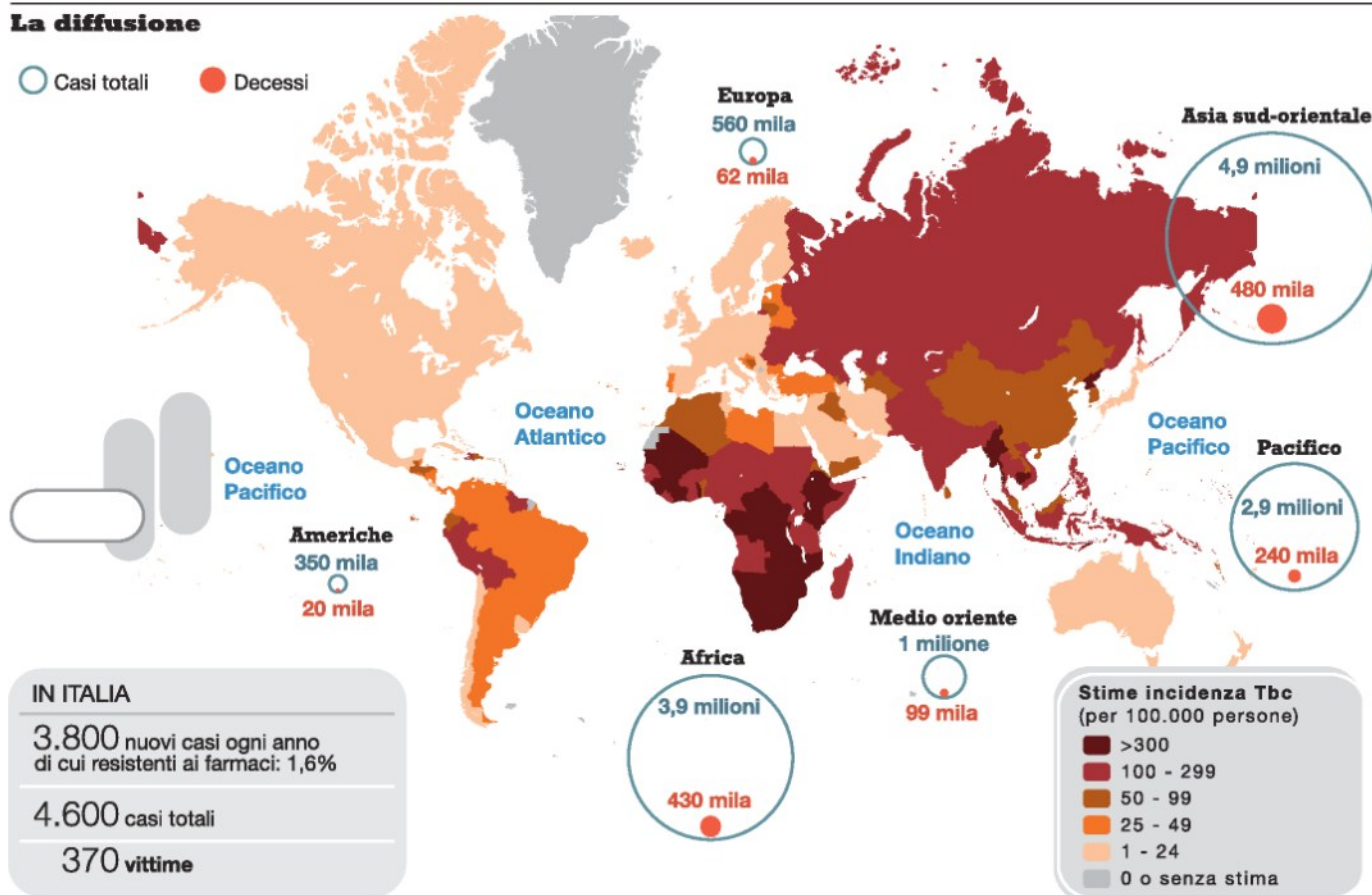 La diffusione
Casi totali
Decessi
Europa
560 mila
62 mila
Asia sud-orientale
4,9 milioni
480 mila
Oceano
Atlantico
Oceano
Pacifico
Oceano
Pacifico
Pacifico
2,9 milioni
240 mila
Americhe
350 mila
20 mila
Oceano
Indiano
Medio oriente
1 milione
99 mila
Africa
3,9 milioni
430 mila
IN ITALIA
3.800 nuovi casi ogni anno
di cui resistenti ai farmaci: 1,6%
4.600 casi totali
370 vittime
Stime incidenza Tbc
(per 100.000 persone)
>300
100 - 299
50 - 99
25 - 49
1 - 24
0 o senza stima